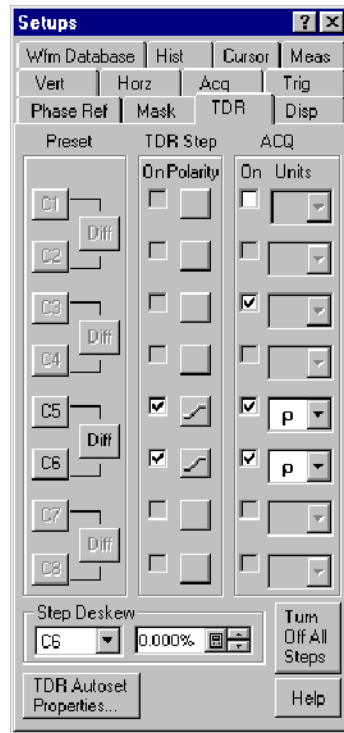 Setups
Wfm Database Hist Cursor Meas
Vert Horz Acq Trig
Phase Ref Mask TDR Disp
Preset TDR Step ACQ
On Polarity On Units
C1
Diff
C2
C3
Diff
C4
C5 ρ
Diff
C6 ρ
C7
Diff
C8
Step Deskew
C6 0.000%
Turn
Off All
Steps
TDR Autoset
Properties...
Help